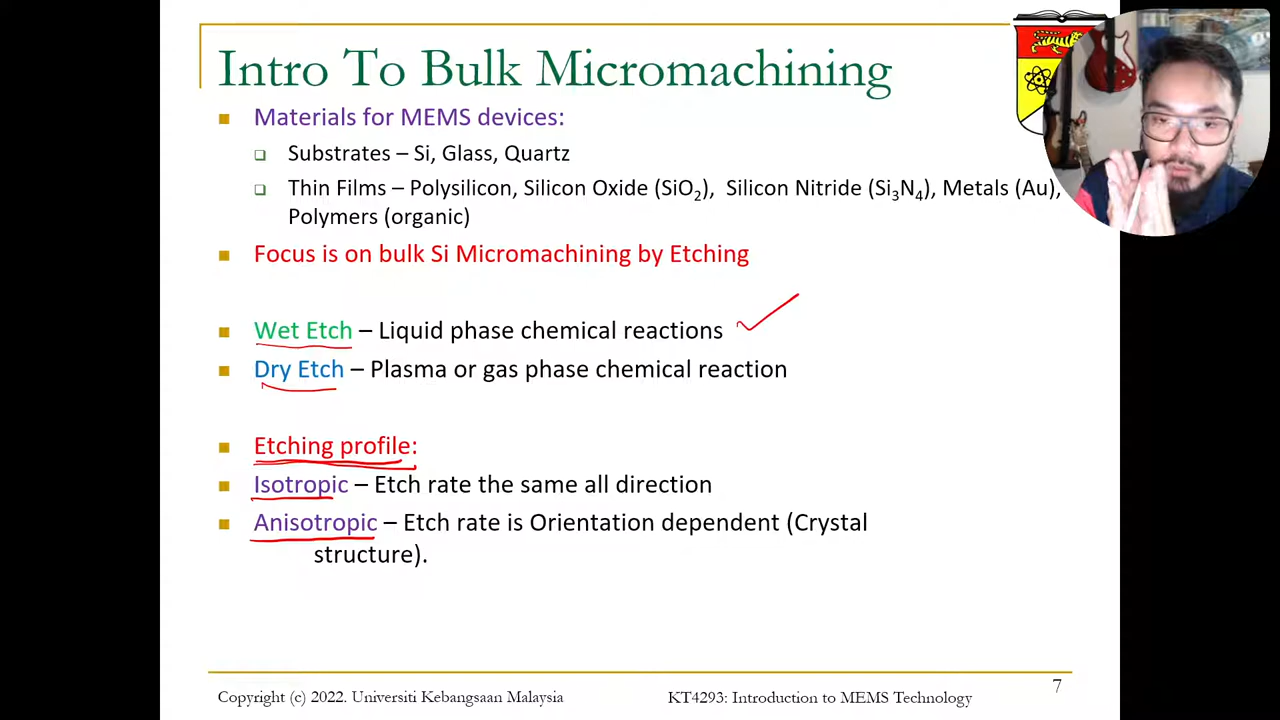 Intro To Bulk Micromachining
Materials for MEMS devices:
Substrates – Si, Glass, Quartz
Thin Films – Polysilicon, Silicon Oxide (SiO2), Silicon Nitride (Si3N4), Metals (Au),
Polymers (organic)
Focus is on bulk Si Micromachining by Etching
Wet Etch – Liquid phase chemical reactions
Dry Etch – Plasma or gas phase chemical reaction
Etching profile:
Isotropic – Etch rate the same all direction
Anisotropic – Etch rate is Orientation dependent (Crystal
structure).
Copyright (c) 2022. Universiti Kebangsaan Malaysia
KT4293: Introduction to MEMS Technology
7